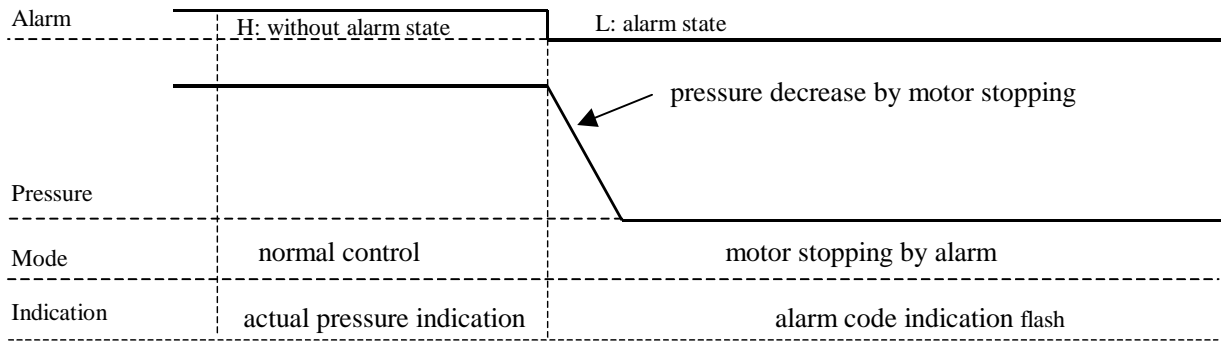 Alarm
H: without alarm state
L: alarm state
pressure decrease by motor stopping
Pressure
Mode
normal control
motor stopping by alarm
Indication
actual pressure indication
alarm code indication flash